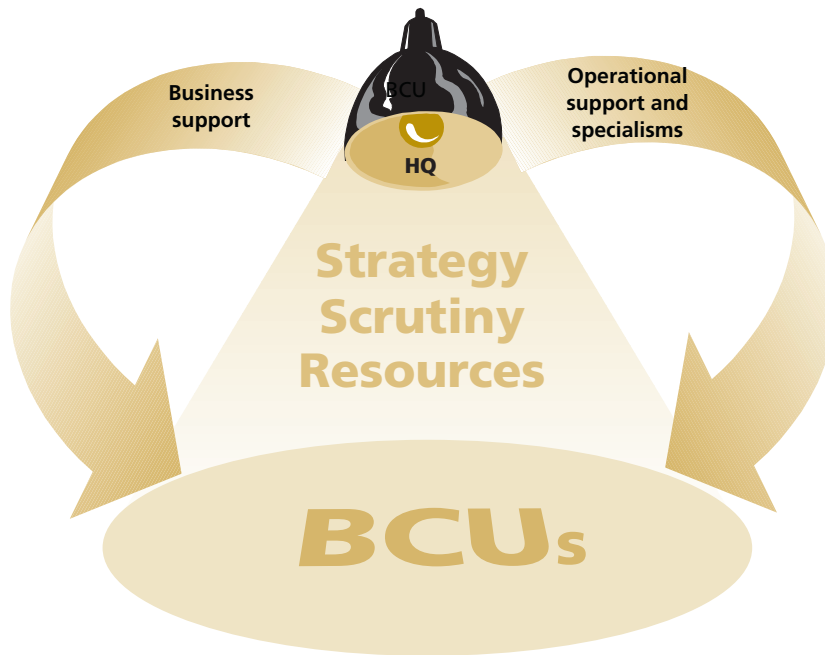 Business
support
Operational
support and
specialisms
BCU
HQ
Strategy
Scrutiny
Resources
BCUs